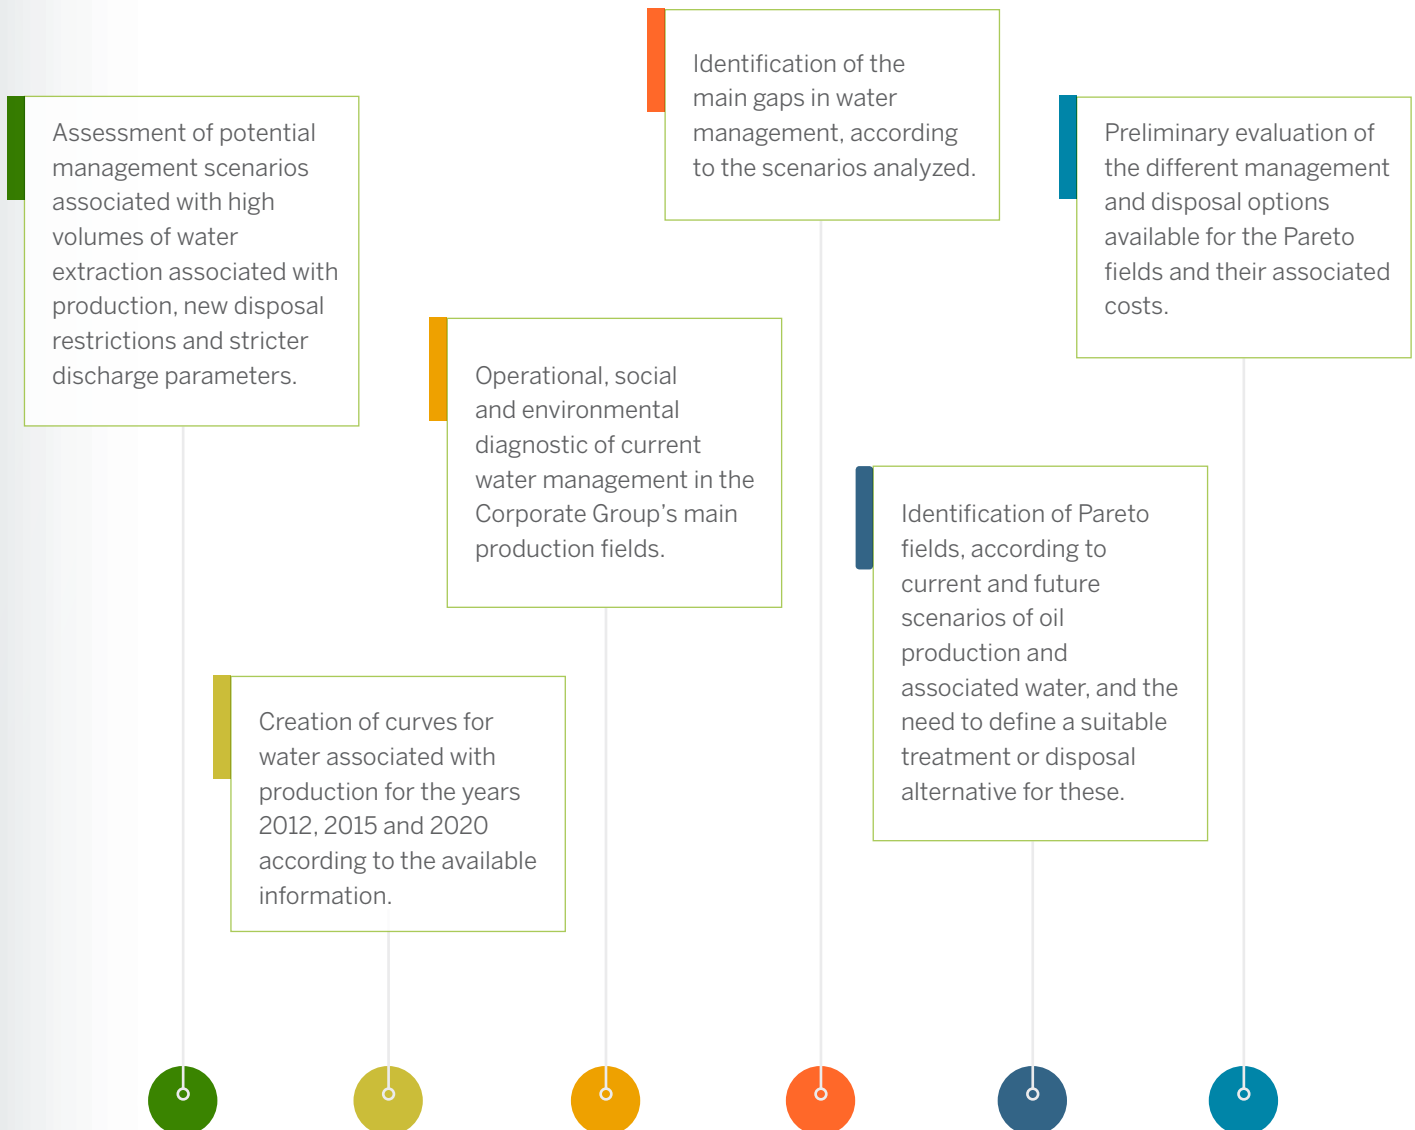 Assessment of potential
management scenarios
associated with high
volumes of water
extraction associated with
production, new disposal
restrictions and stricter
discharge parameters.
Creation of curves for
water associated with
production for the years
2012, 2015 and 2020
according to the available
information.
Operational, social
and environmental
diagnostic of current
water management in the
Corporate Group’s main
production fields.
Identification of the
main gaps in water
management, according
to the scenarios analyzed.
Identification of Pareto
fields, according to
current and future
scenarios of oil
production and
associated water, and the
need to define a suitable
treatment or disposal
alternative for these.
Preliminary evaluation of
the different management
and disposal options
available for the Pareto
fields and their associated
costs.